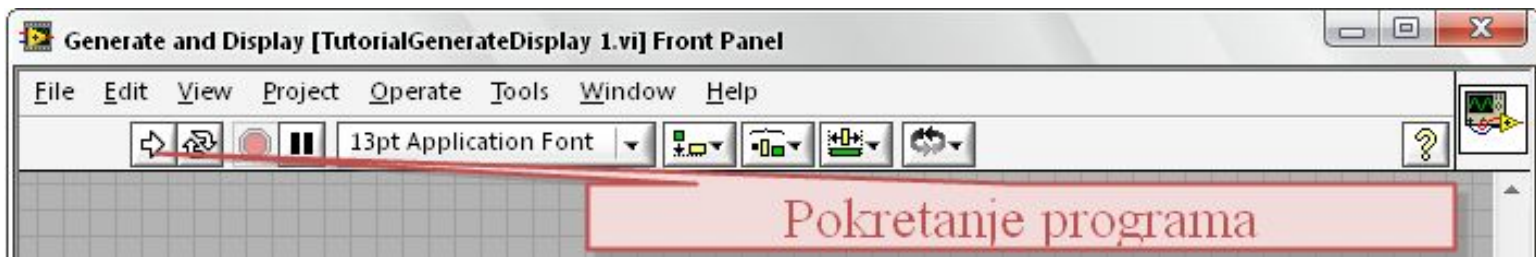 Generate and Display [TutorialGenerateDisplay 1.vi] Front Panel
File Edit View Project Operate Tools Window Help
13pt Application Font
Pokretanje programa